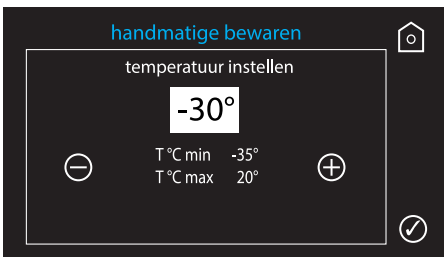 handmatige bewaren
temperatuur instellen
-30°
T °C min -35°
T °C max 20°